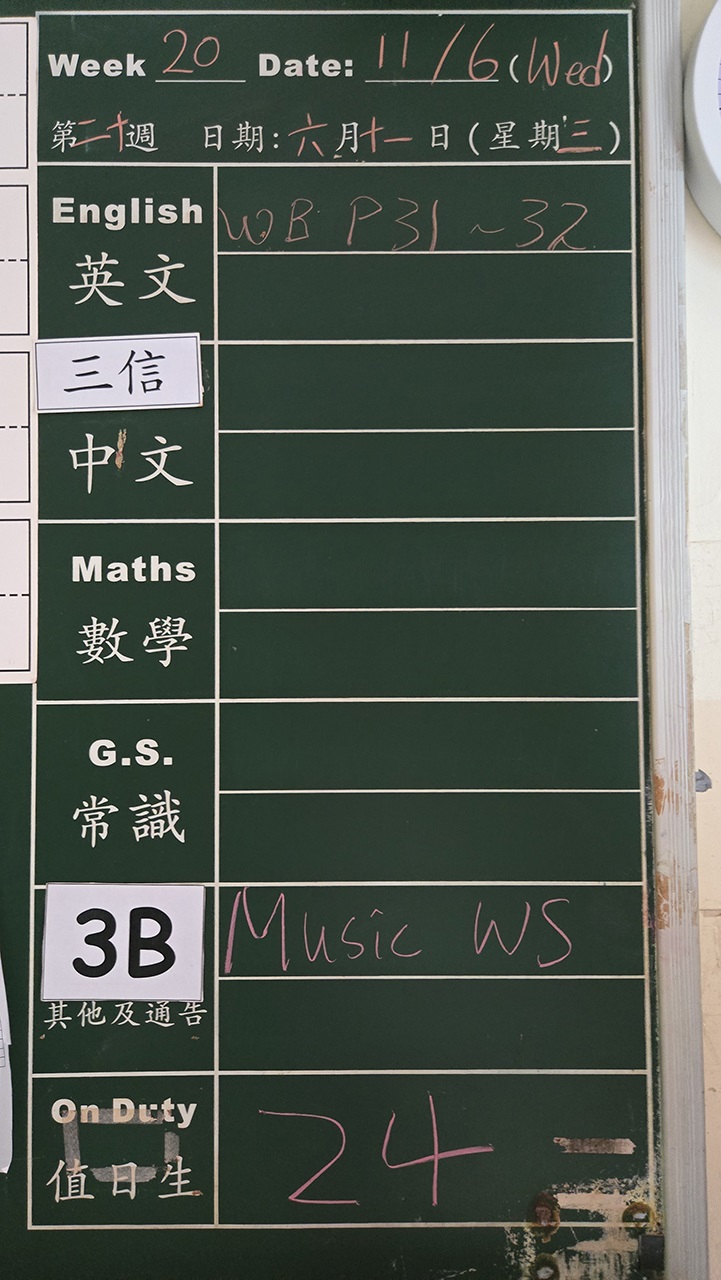 Week 20 Date: 11/6 (Wed)
第二十週 日期:六月十一日(星期三)
English WB P31~32
英文
三信
中文
Maths
數學
G.S.
常識
3B Music WS
其他及通告
On Duty 24
值日生